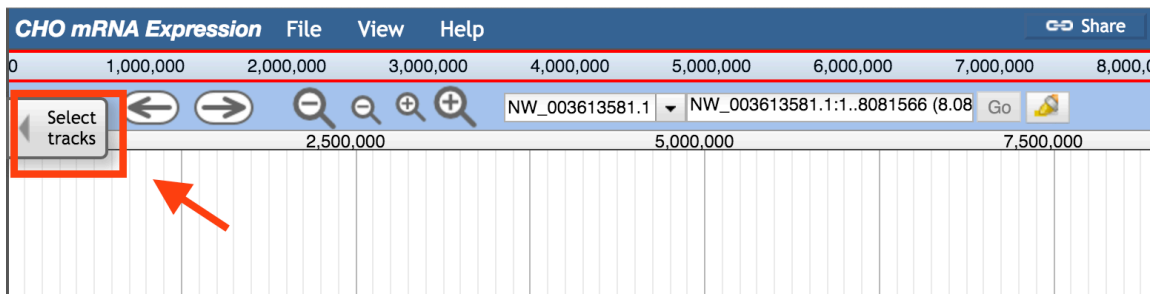 CHO mRNA Expression File View Help Share
0 1,000,000 2,000,000 3,000,000 4,000,000 5,000,000 6,000,000 7,000,000 8,000,0
Select
tracks
NW_003613581.1 NW_003613581.1:1..8081566 (8.08 Go
2,500,000 5,000,000 7,500,000